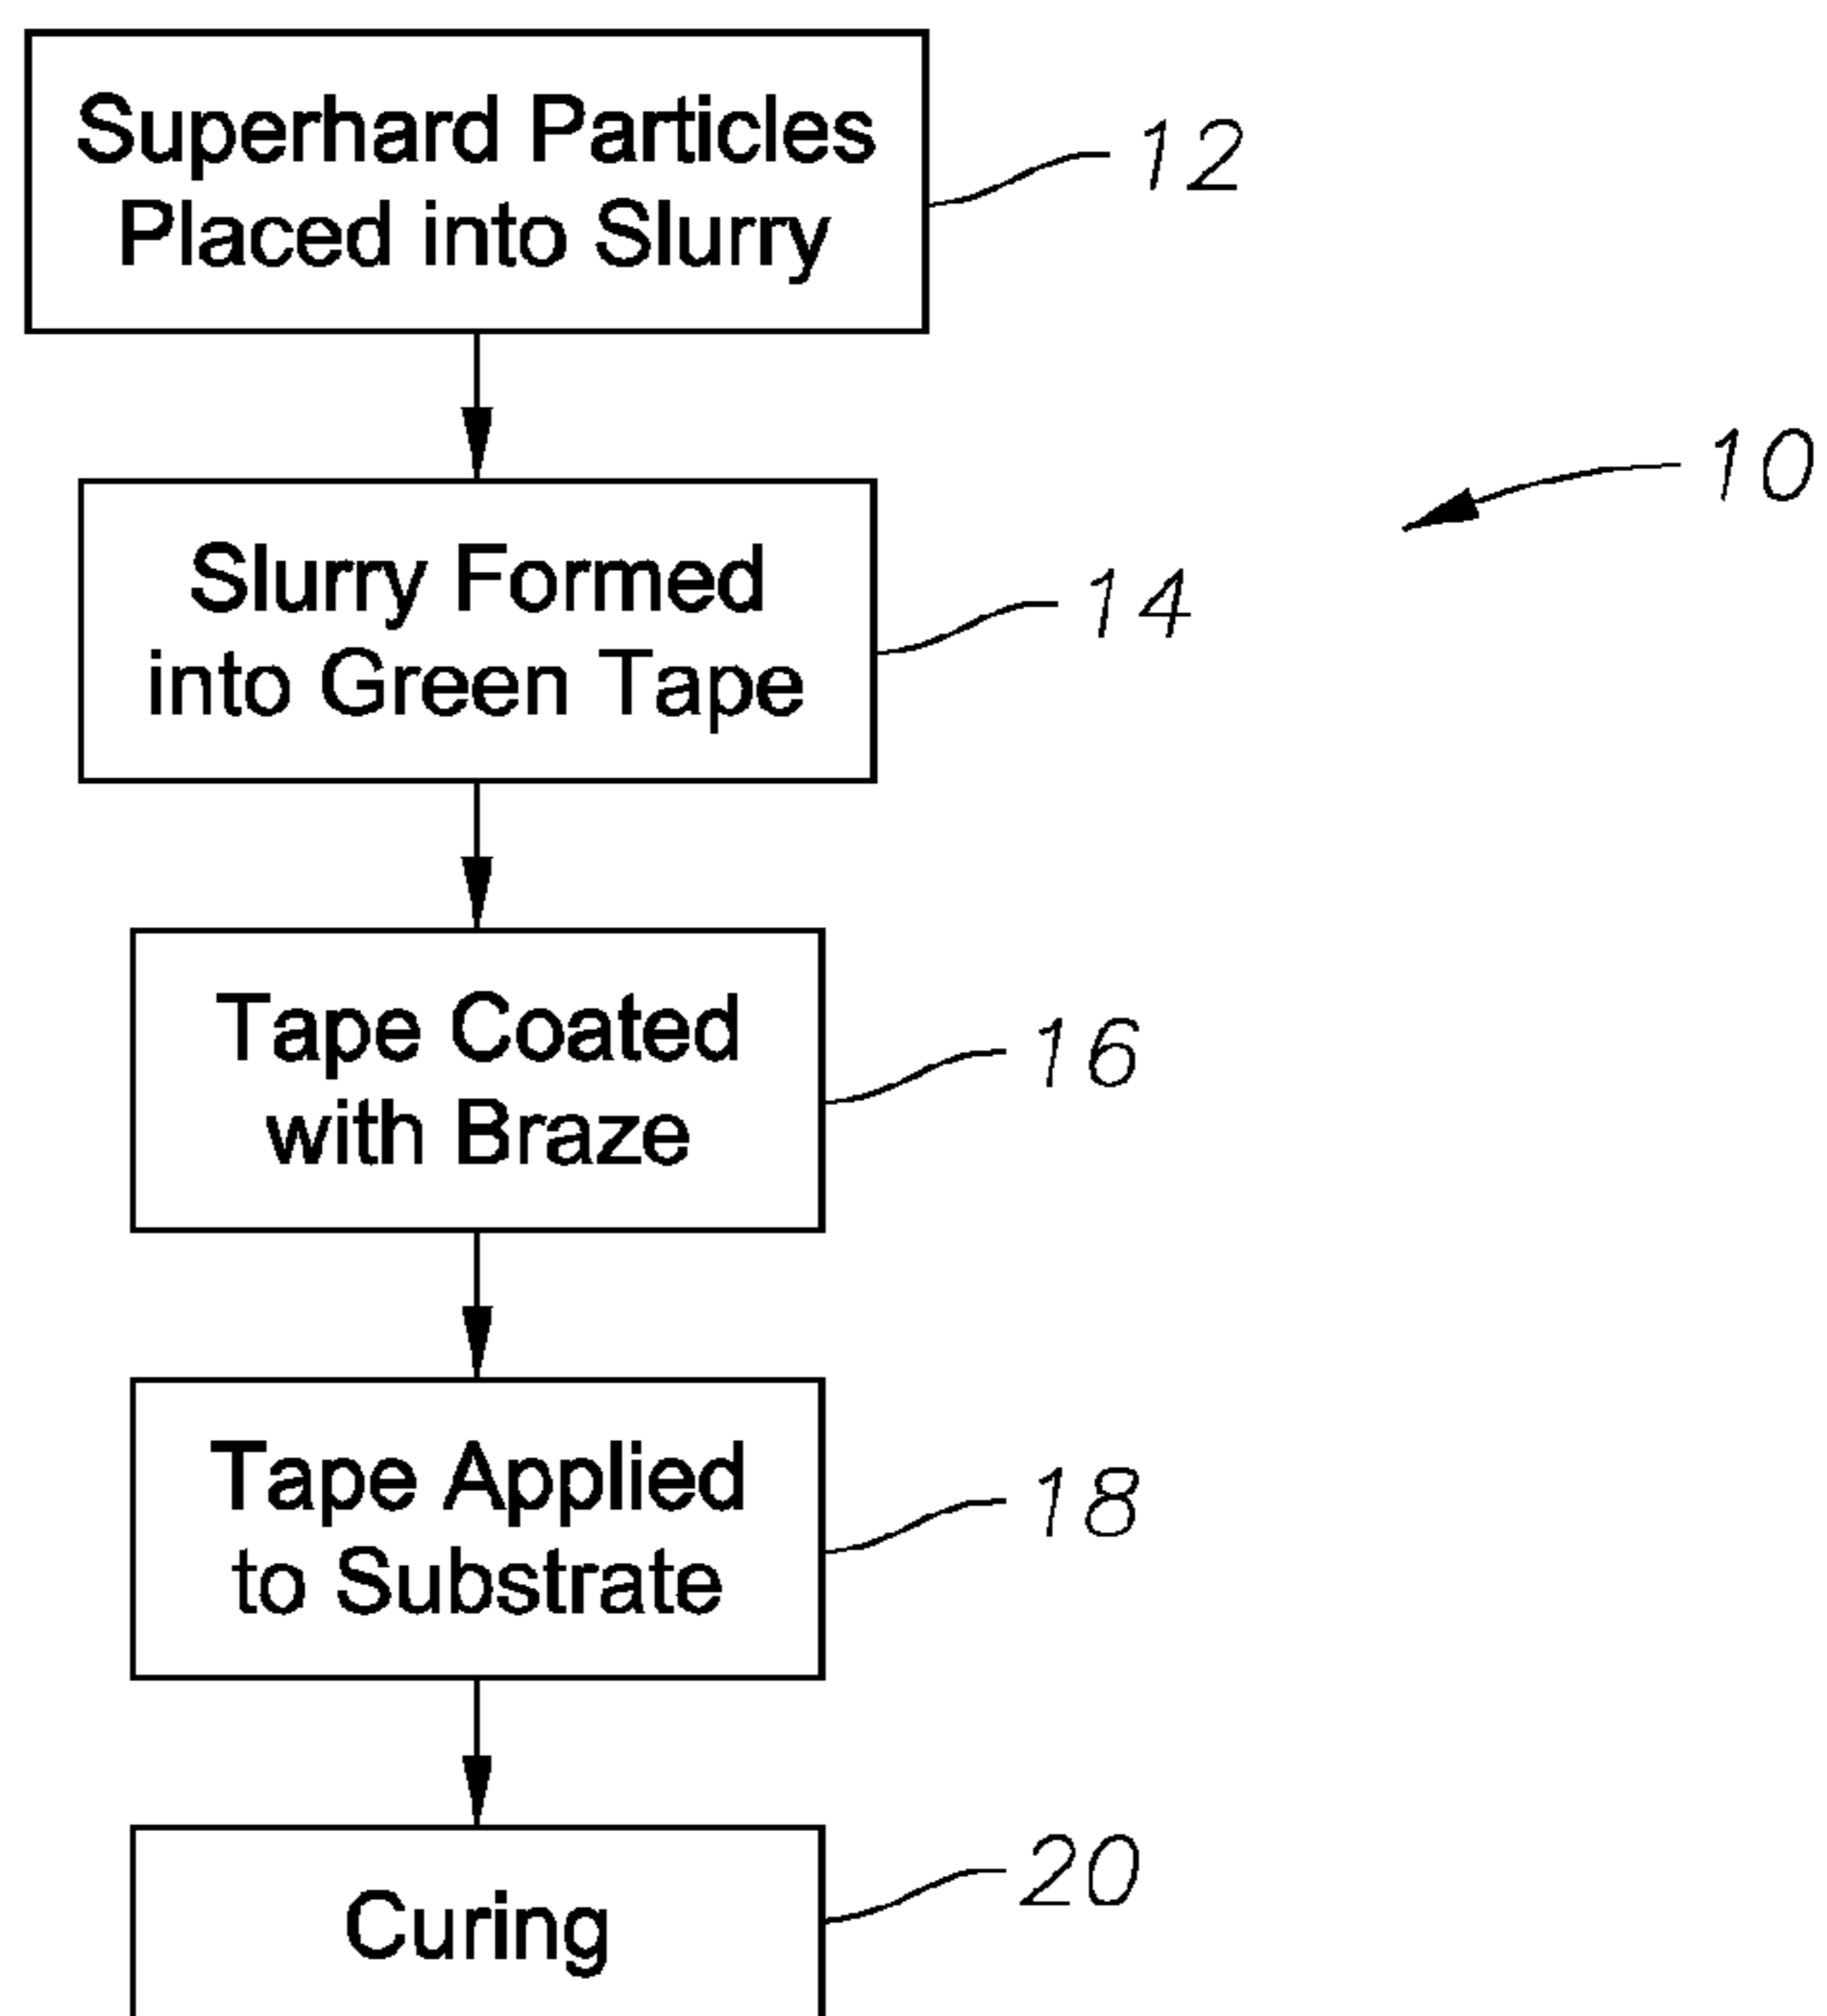 Superhard Particles
Placed into Slurry
12
10
Slurry Formed
into Green Tape
14
Tape Coated
with Braze
16
Tape Applied
to Substrate
18
Curing
20